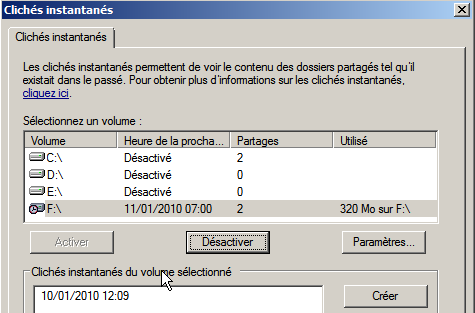 Clichés instantanés
Clichés instantanés
Les clichés instantanés permettent de voir le contenu des dossiers partagés tel qu'il
existait dans le passé. Pour obtenir plus d'informations sur les clichés instantanés,
cliquez ici.
Sélectionnez un volume :
Volume Heure de la procha... Partages Utilisé
C:\ Désactivé 2
D:\ Désactivé 0
E:\ Désactivé 0
F:\ 11/01/2010 07:00 2 320 Mo sur F:\
Activer Désactiver Paramètres...
Clichés instantanés du volume sélectionné
10/01/2010 12:09 Créer